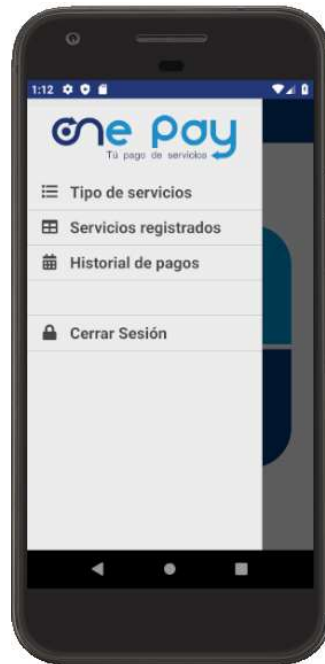 1:12
One Pay
Tú pago de servicios
Tipo de servicios
Servicios registrados
Historial de pagos
Cerrar Sesión